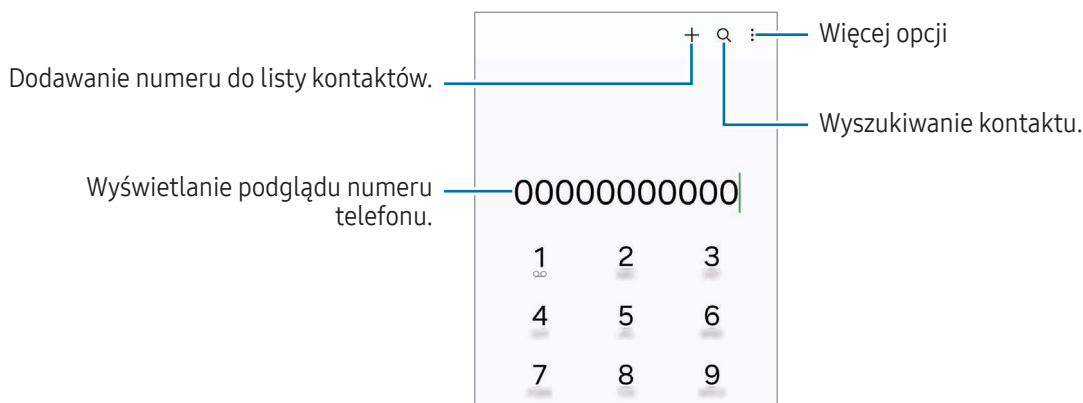 Więcej opcji
Dodawanie numeru do listy kontaktów.
Wyszukiwanie kontaktu.
Wyświetlanie podglądu numeru
telefonu.
00000000000
1 2 3
4 5 6
7 8 9